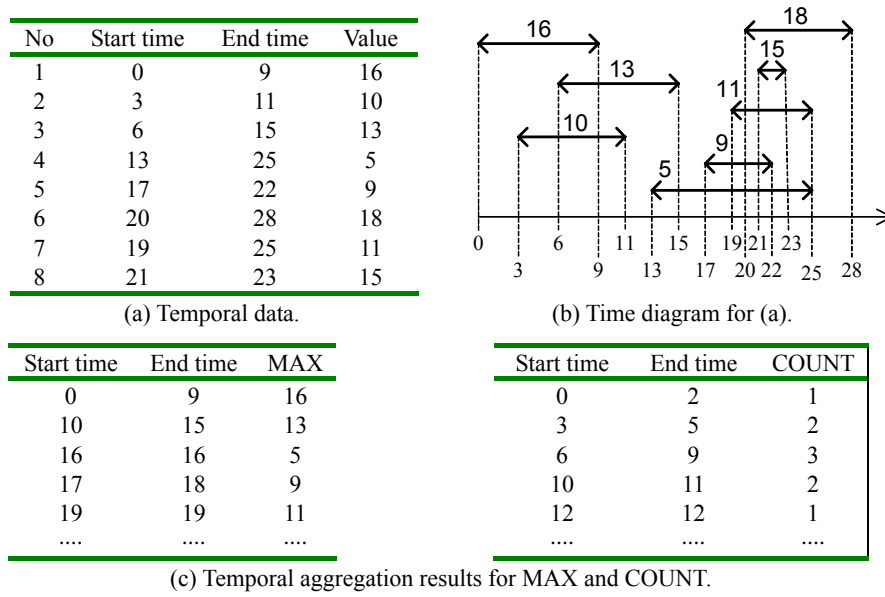 No Start time End time Value
1 0 9 16
2 3 11 10
3 6 15 13
4 13 25 5
5 17 22 9
6 20 28 18
7 19 25 11
8 21 23 15
(a) Temporal data.
18
16
15
13
11
10
9
5
0 6 11 15 19 21 23
3 9 13 17 20 22 25 28
(b) Time diagram for (a).
Start time End time MAX
0 9 16
10 15 13
16 16 5
17 18 9
19 19 11
.... .... ....
Start time End time COUNT
0 2 1
3 5 2
6 9 3
10 11 2
12 12 1
.... .... ....
(c) Temporal aggregation results for MAX and COUNT.